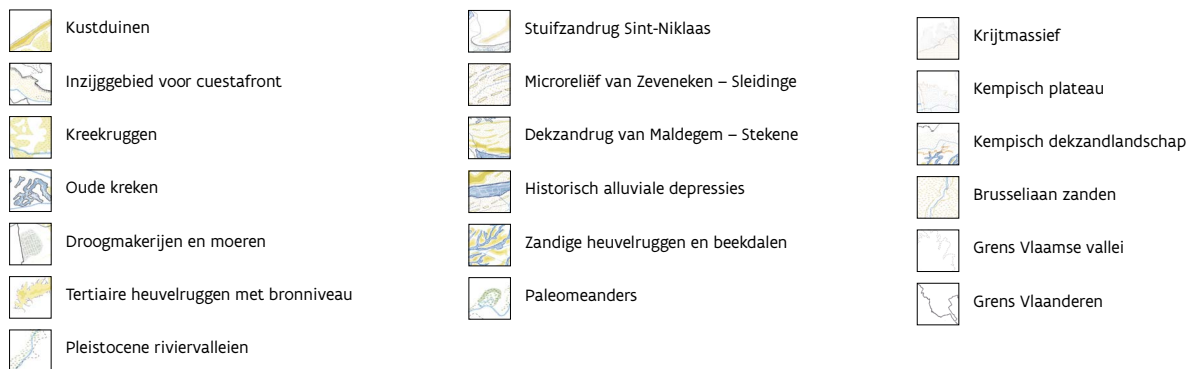 Kustduinen
Inzijggebied voor cuestafront
Kreekruggen
Oude kreken
Droogmakerijen en moeren
Tertiaire heuvelruggen met bronniveau
Pleistocene riviervalleien
Stuifzandrug Sint-Niklaas
Microreliëf van Zeveneken – Sleidinge
Dekzandrug van Maldegem – Stekene
Historisch alluviale depressies
Zandige heuvelruggen en beekdalen
Paleomeanders
Krijtmassief
Kempisch plateau
Kempisch dekzandlandschap
Brusseliaan zanden
Grens Vlaamse vallei
Grens Vlaanderen